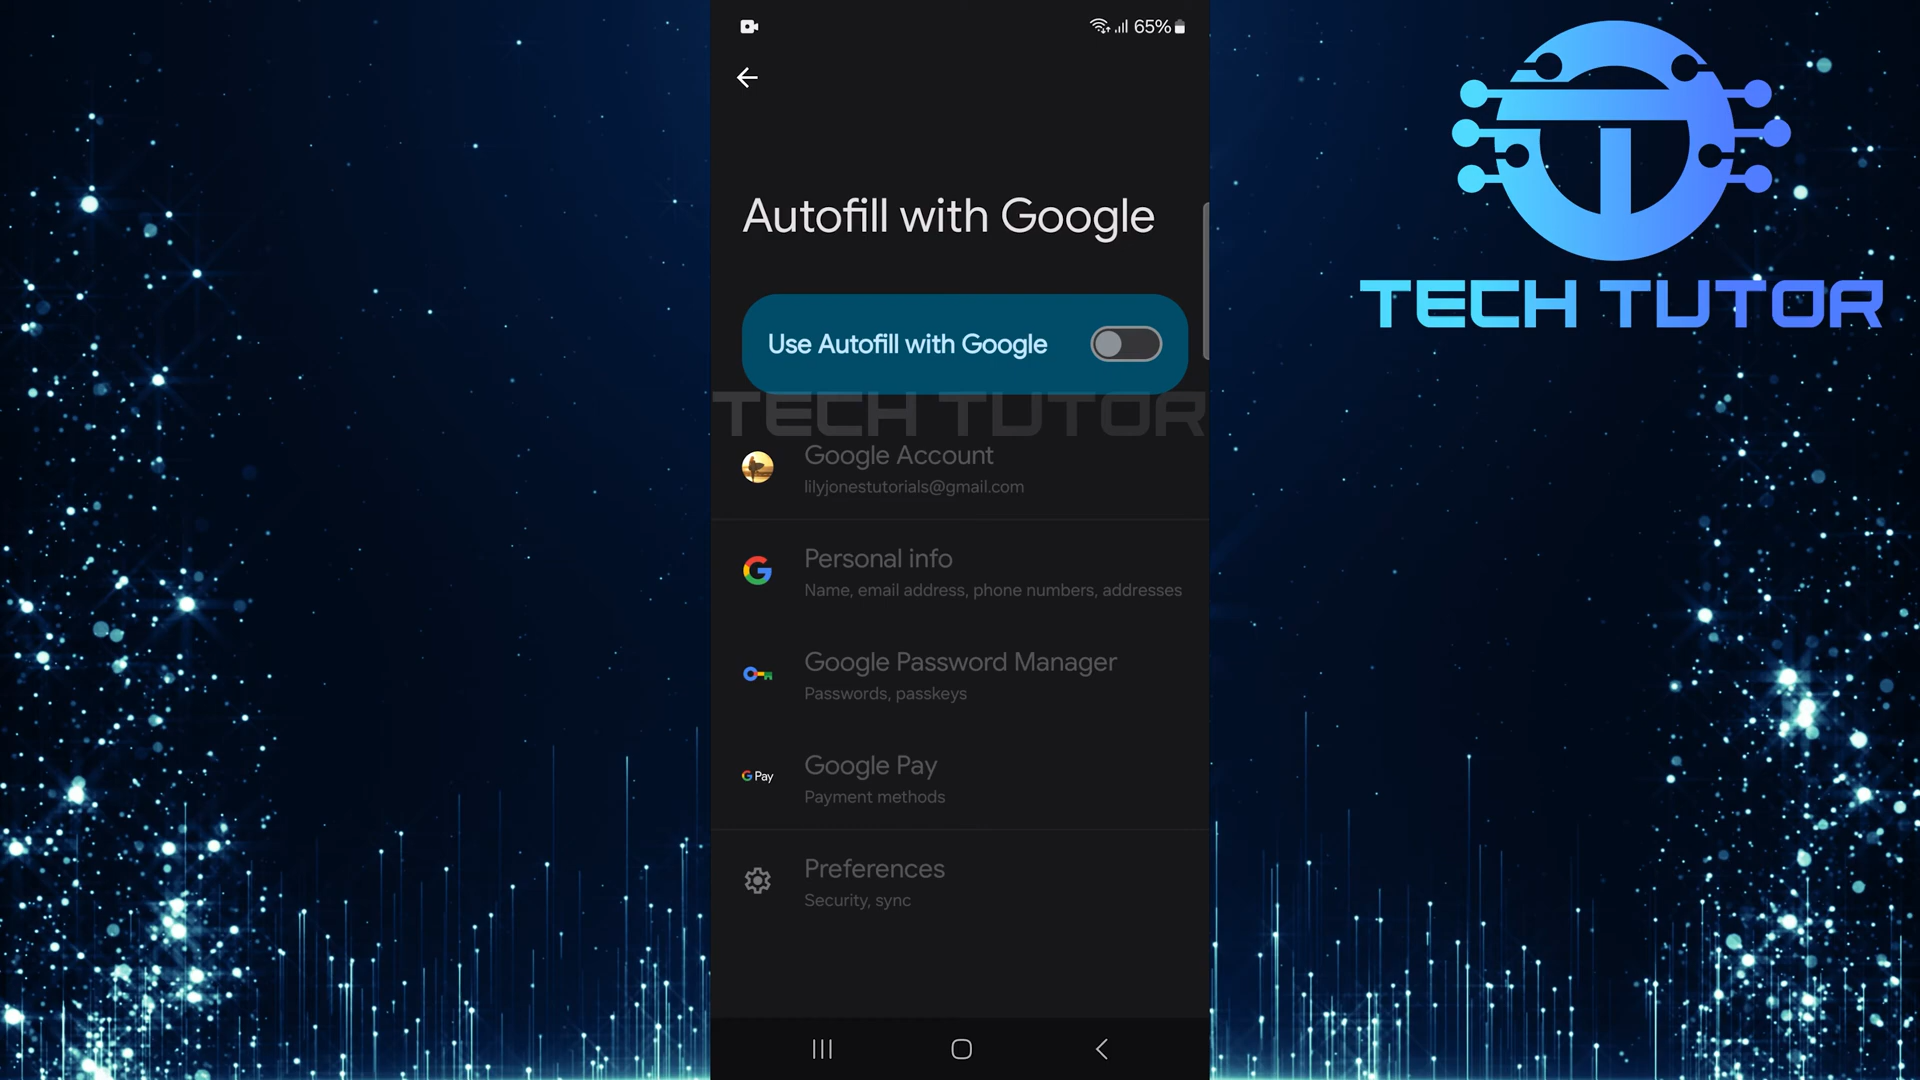 65%
TECH TUTOR
Autofill with Google
Use Autofill with Google
TECH TUTOR
Google Account
lilyjonestutorials@gmail.com
Personal info
Name, email address, phone numbers, addresses
Google Password Manager
Passwords, passkeys
G Pay
Google Pay
Payment methods
Preferences
Security, sync